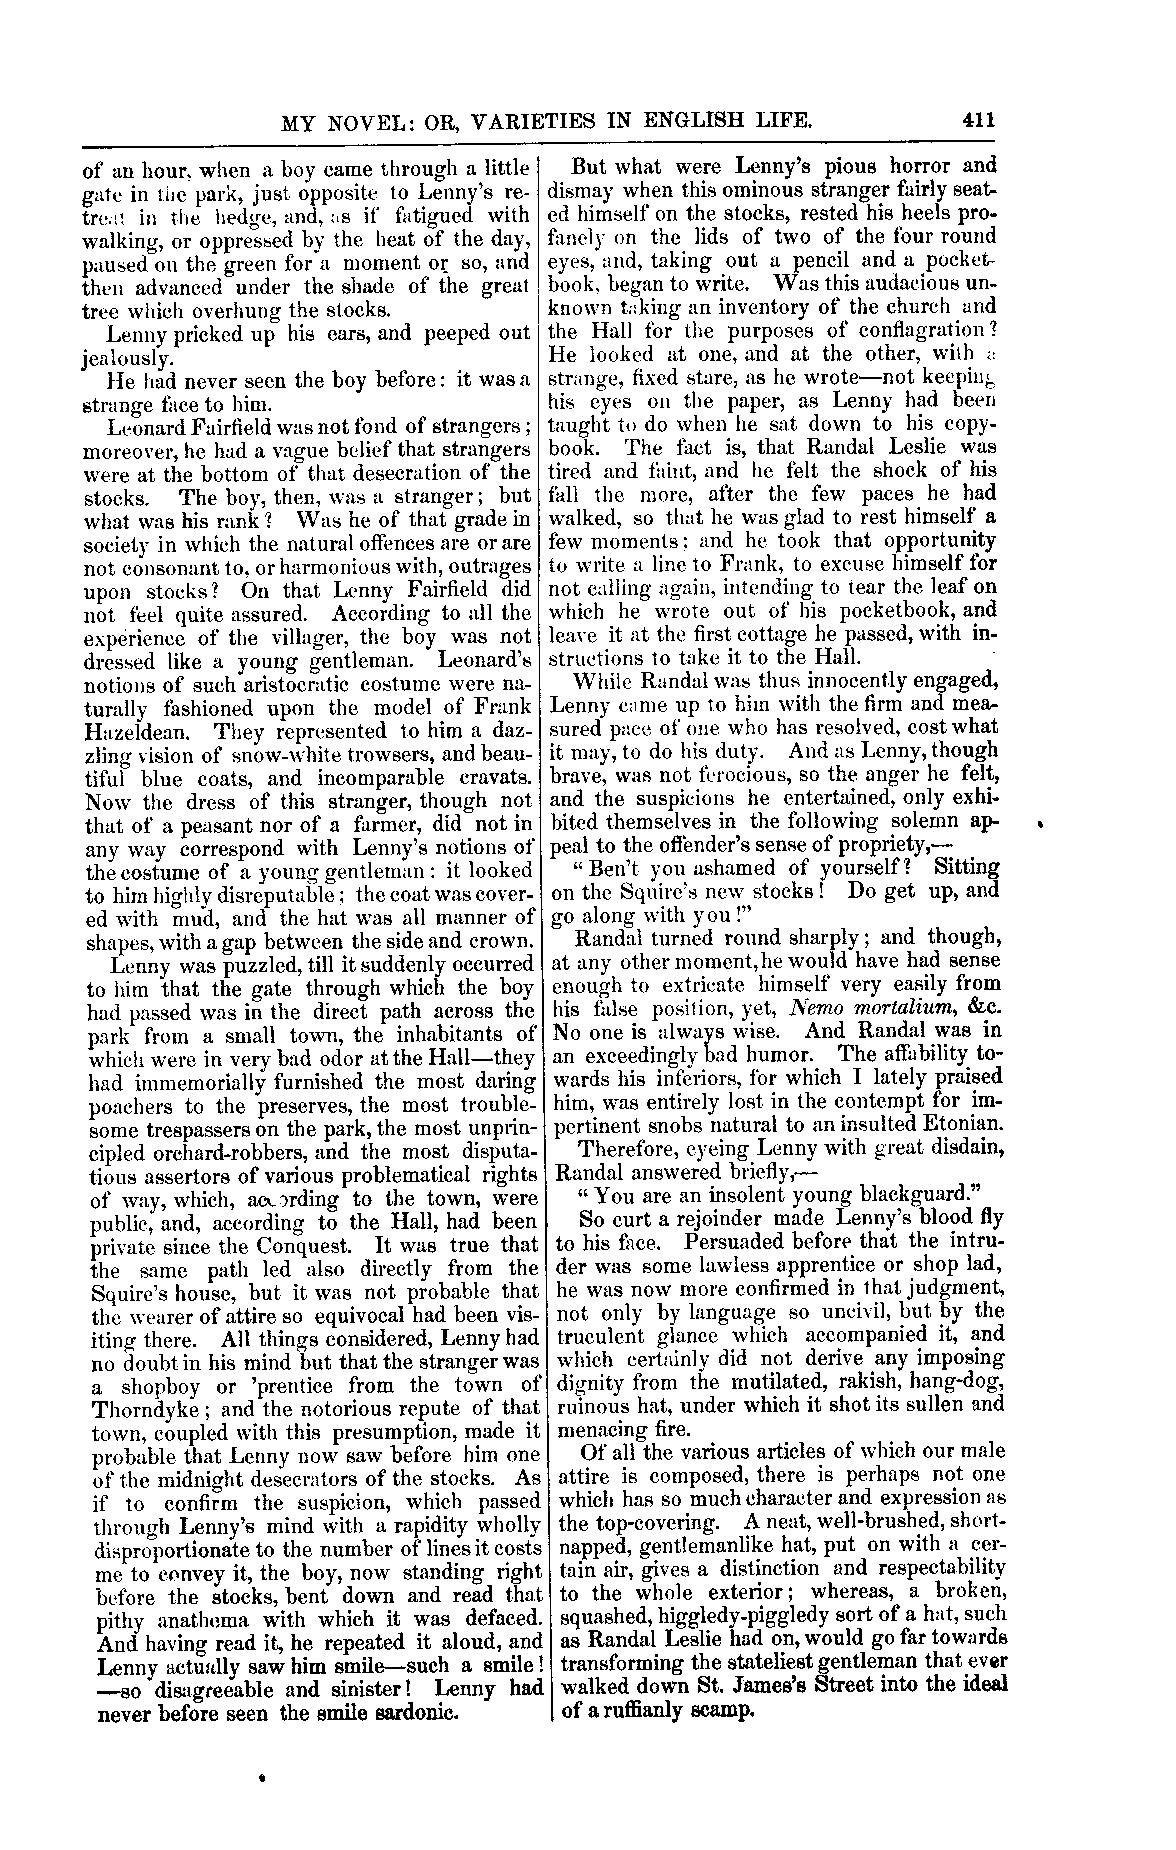 MY NOVEL: OR, VARIETIES IN ENGLISH LIFE. 411
of an hour, when a boy came through a little
gate in the park, just opposite to Lenny's re-
treat in the hedge, and, as if fatigued with
walking, or oppressed by the heat of the day,
paused on the green for a moment or so, and
then advanced under the shade of the great
tree which overhung the stocks.
Lenny pricked up his ears, and peeped out
jealously.
He had never seen the boy before: it was a
strange face to him.
Leonard Fairfield was not fond of strangers;
moreover, he had a vague belief that strangers
were at the bottom of that desecration of the
stocks. The boy, then, was a stranger; but
what was his rank? Was he of that grade in
society in which the natural offences are or are
not consonant to, or harmonious with, outrages
upon stocks? On that Lenny Fairfield did
not feel quite assured. According to all the
experience of the villager, the boy was not
dressed like a young gentleman. Leonard's
notions of such aristocratic costume were na-
turally fashioned upon the model of Frank
Hazeldean. They represented to him a daz-
zling vision of snow-white trowsers, and beau-
tiful blue coats, and incomparable cravats.
Now the dress of this stranger, though not
that of a peasant nor of a farmer, did not in
any way correspond with Lenny's notions of
the costume of a young gentleman: it looked
to him highly disreputable; the coat was cover-
ed with mud, and the hat was all manner of
shapes, with a gap between the side and crown.
Lenny was puzzled, till it suddenly occurred
to him that the gate through which the boy
had passed was in the direct path across the
park from a small town, the inhabitants of
which were in very bad odor at the Hall—they
had immemorially furnished the most daring
poachers to the preserves, the most trouble-
some trespassers on the park, the most unprin-
cipled orchard-robbers, and the most disputa-
tious assertors of various problematical rights
of way, which, according to the town, were
public, and, according to the Hall, had been
private since the Conquest. It was true that
the same path led also directly from the
Squire's house, but it was not probable that
the wearer of attire so equivocal had been vis-
iting there. All things considered, Lenny had
no doubt in his mind but that the stranger was
a shopboy or 'prentice from the town of
Thorndyke; and the notorious repute of that
town, coupled with this presumption, made it
probable that Lenny now saw before him one
of the midnight desecrators of the stocks. As
if to confirm the suspicion, which passed
through Lenny's mind with a rapidity wholly
disproportionate to the number of lines it costs
me to convey it, the boy, now standing right
before the stocks, bent down and read that
pithy anathema with which it was defaced.
And having read it, he repeated it aloud, and
Lenny actually saw him smile—such a smile!
—so disagreeable and sinister! Lenny had
never before seen the smile sardonic.
But what were Lenny's pious horror and
dismay when this ominous stranger fairly seat-
ed himself on the stocks, rested his heels pro-
fanely on the lids of two of the four round
eyes, and, taking out a pencil and a pocket-
book, began to write. Was this audacious un-
known taking an inventory of the church and
the Hall for the purposes of conflagration?
He looked at one, and at the other, with a
strange, fixed stare, as he wrote—not keeping
his eyes on the paper, as Lenny had been
taught to do when he sat down to his copy-
book. The fact is, that Randal Leslie was
tired and faint, and he felt the shock of his
fall the more, after the few paces he had
walked, so that he was glad to rest himself a
few moments; and he took that opportunity
to write a line to Frank, to excuse himself for
not calling again, intending to tear the leaf on
which he wrote out of his pocketbook, and
leave it at the first cottage he passed, with in-
structions to take it to the Hall.
While Randal was thus innocently engaged,
Lenny came up to him with the firm and mea-
sured pace of one who has resolved, cost what
it may, to do his duty. And as Lenny, though
brave, was not ferocious, so the anger he felt,
and the suspicions he entertained, only exhi-
bited themselves in the following solemn ap-
peal to the offender's sense of propriety,—
"Ben't you ashamed of yourself? Sitting
on the Squire's new stocks! Do get up, and
go along with you!"
Randal turned round sharply; and though,
at any other moment, he would have had sense
enough to extricate himself very easily from
his false position, yet, Nemo mortalium, &c.
No one is always wise. And Randal was in
an exceedingly bad humor. The affability to-
wards his inferiors, for which I lately praised
him, was entirely lost in the contempt for im-
pertinent snobs natural to an insulted Etonian.
Therefore, eyeing Lenny with great disdain,
Randal answered briefly,—
"You are an insolent young blackguard."
So curt a rejoinder made Lenny's blood fly
to his face. Persuaded before that the intru-
der was some lawless apprentice or shop lad,
he was now more confirmed in that judgment,
not only by language so uncivil, but by the
truculent glance which accompanied it, and
which certainly did not derive any imposing
dignity from the mutilated, rakish, hang-dog,
ruinous hat, under which it shot its sullen and
menacing fire.
Of all the various articles of which our male
attire is composed, there is perhaps not one
which has so much character and expression as
the top-covering. A neat, well-brushed, short-
napped, gentlemanlike hat, put on with a cer-
tain air, gives a distinction and respectability
to the whole exterior; whereas, a broken,
squashed, higgledy-piggledy sort of a hat, such
as Randal Leslie had on, would go far towards
transforming the stateliest gentleman that ever
walked down St. James's Street into the ideal
of a ruffianly scamp.